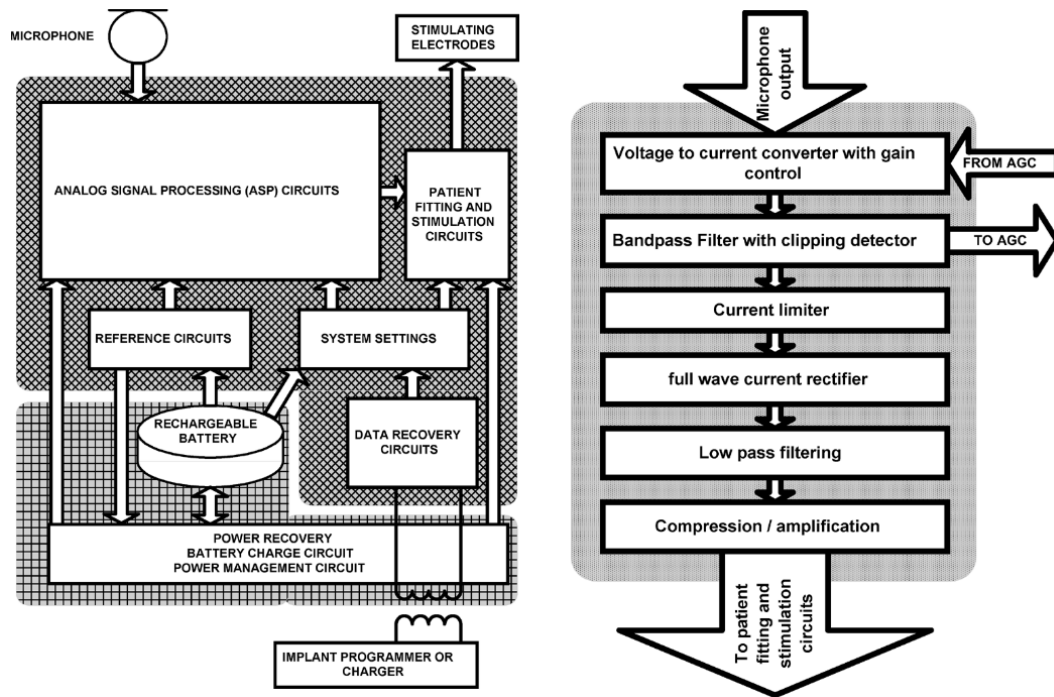 MICROPHONE
STIMULATING
ELECTRODES
ANALOG SIGNAL PROCESSING (ASP) CIRCUITS
PATIENT
FITTING AND
STIMULATION
CIRCUITS
REFERENCE CIRCUITS
SYSTEM SETTINGS
RECHARGEABLE
BATTERY
DATA RECOVERY
CIRCUITS
POWER RECOVERY
BATTERY CHARGE CIRCUIT
POWER MANAGEMENT CIRCUIT
IMPLANT PROGRAMMER OR
CHARGER
Microphone
output
Voltage to current converter with gain
control
FROM AGC
Bandpass Filter with clipping detector
TO AGC
Current limiter
full wave current rectifier
Low pass filtering
Compression / amplification
To patient
fitting and
stimulation
circuits